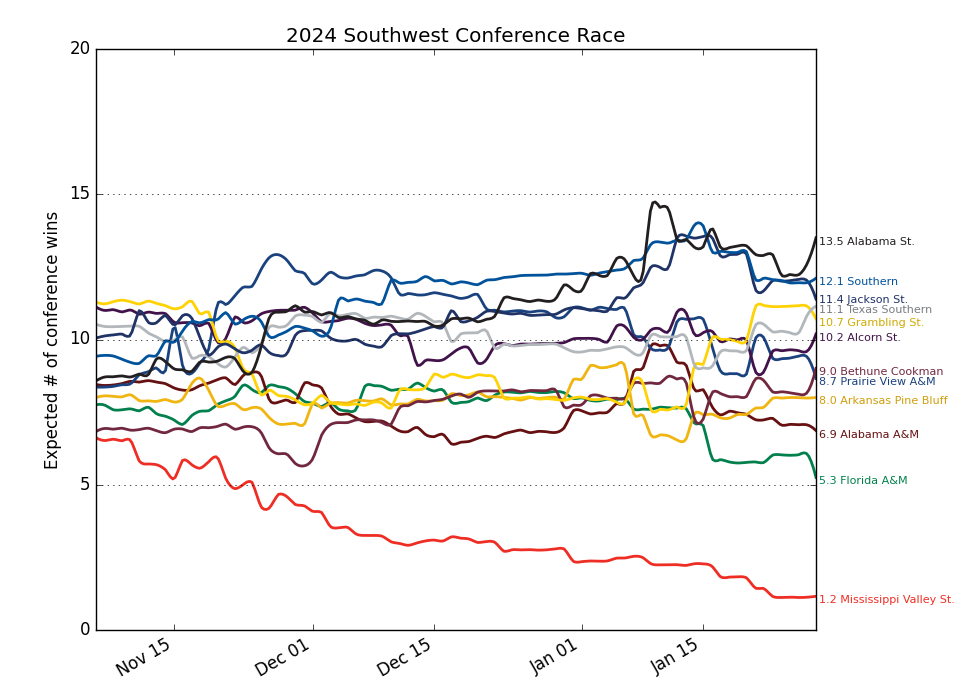 2024 Southwest Conference Race
Expected # of conference wins
20
15
10
5
0
Nov 15
Dec 01
Dec 15
Jan 01
Jan 15
13.5 Alabama St.
12.1 Southern
11.4 Jackson St.
11.1 Texas Southern
10.7 Grambling St.
10.2 Alcorn St.
9.0 Bethune Cookman
8.7 Prairie View A&M
8.0 Arkansas Pine Bluff
6.9 Alabama A&M
5.3 Florida A&M
1.2 Mississippi Valley St.